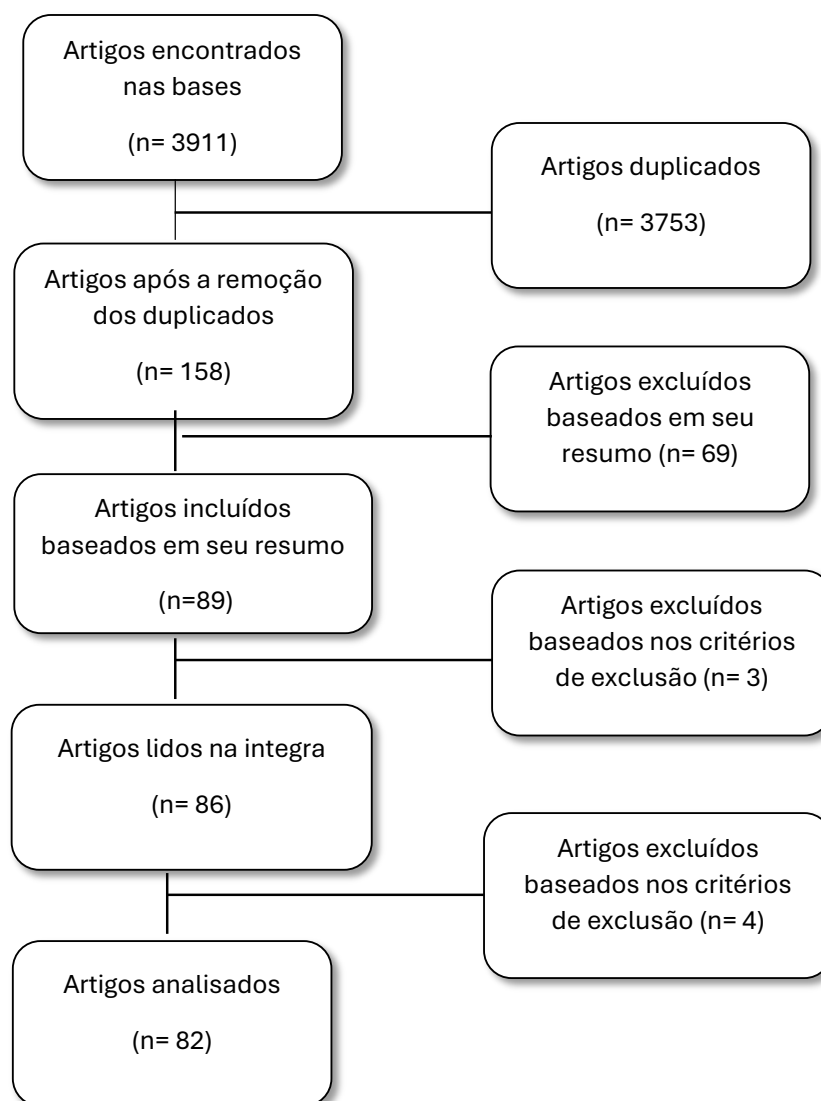 Artigos encontrados
nas bases
(n= 3911)
Artigos duplicados
(n= 3753)
Artigos após a remoção
dos duplicados
(n= 158)
Artigos excluídos
baseados em seu
resumo (n= 69)
Artigos incluídos
baseados em seu resumo
(n=89)
Artigos excluídos
baseados nos critérios
de exclusão (n= 3)
Artigos lidos na integra
(n= 86)
Artigos excluídos
baseados nos critérios
de exclusão (n= 4)
Artigos analisados
(n= 82)